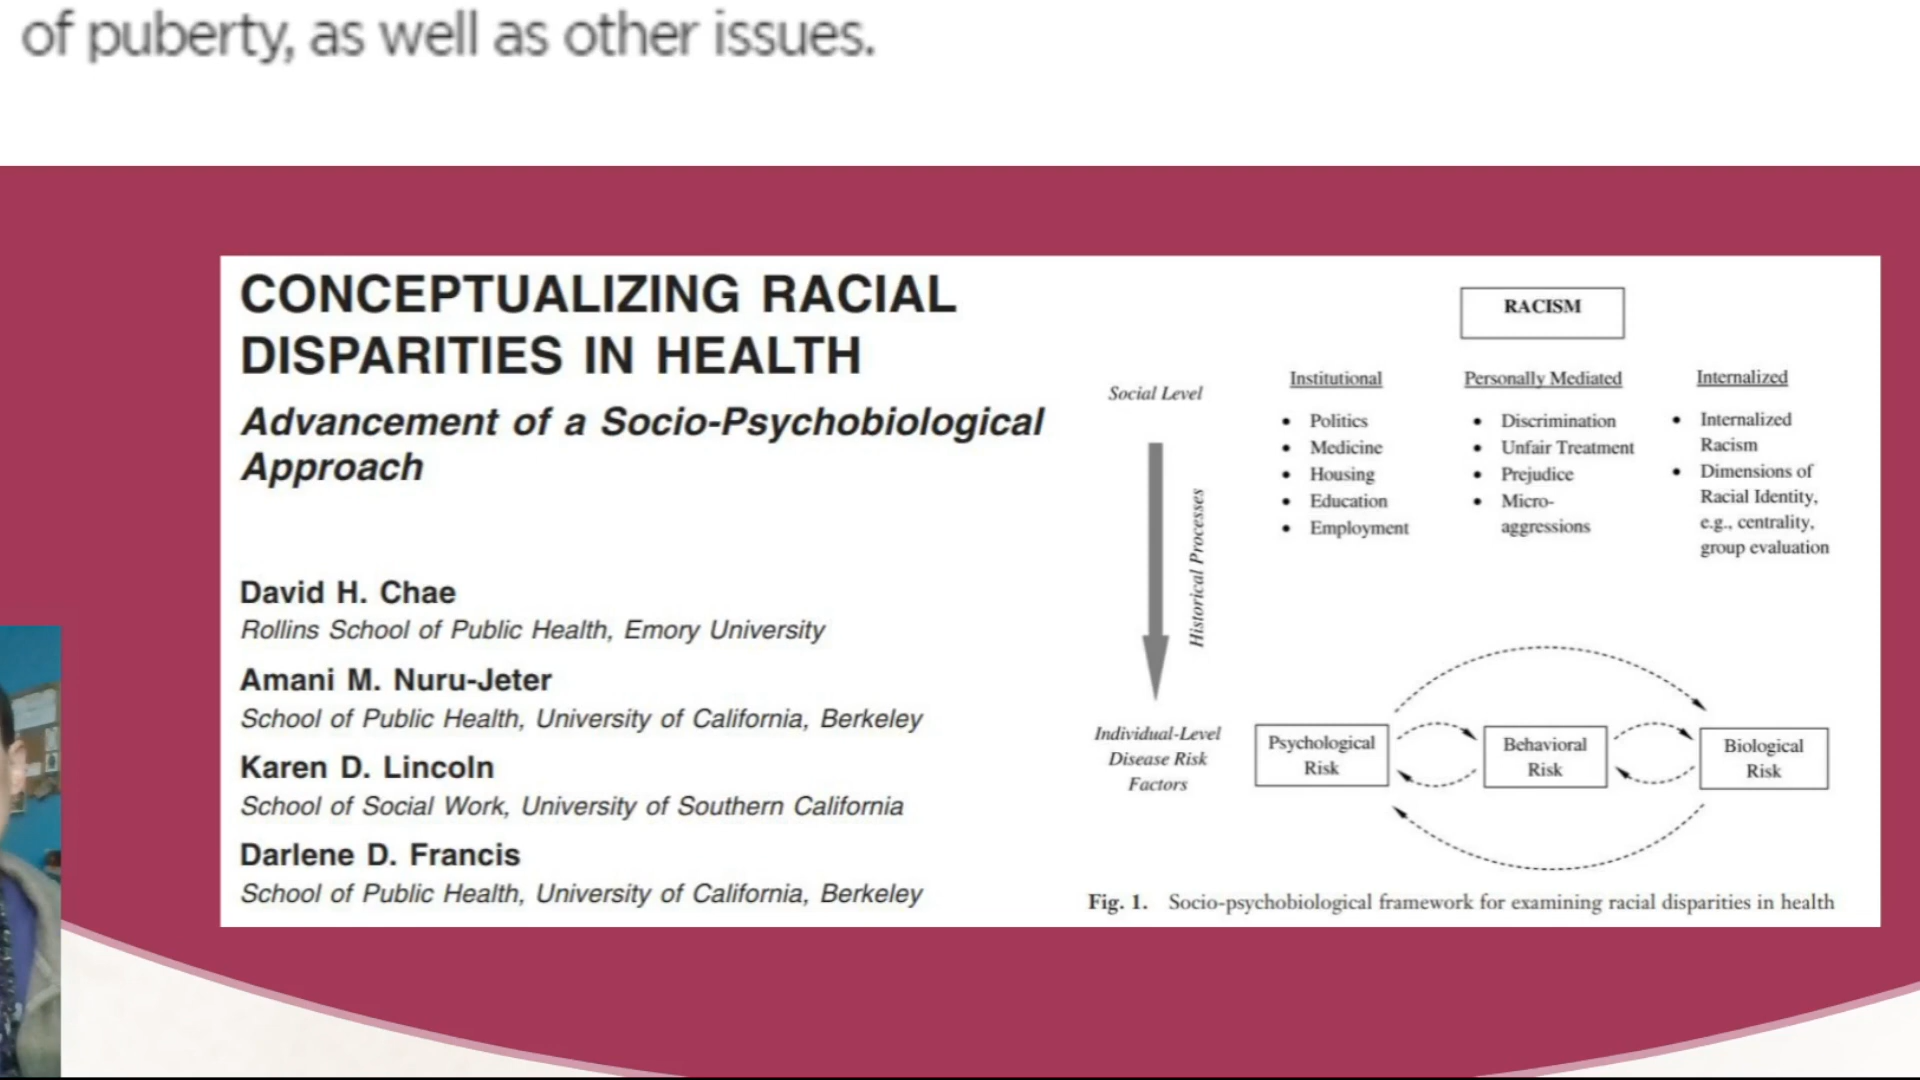 of puberty, as well as other issues.
CONCEPTUALIZING RACIAL
DISPARITIES IN HEALTH
Advancement of a Socio-Psychobiological
Approach
David H. Chae
Rollins School of Public Health, Emory University
Amani M. Nuru-Jeter
School of Public Health, University of California, Berkeley
Karen D. Lincoln
School of Social Work, University of Southern California
Darlene D. Francis
School of Public Health, University of California, Berkeley
RACISM
Social Level
Historical Processes
Individual-Level
Disease Risk
Factors
Institutional
• Politics
• Medicine
• Housing
• Education
• Employment
Personally Mediated
• Discrimination
• Unfair Treatment
• Prejudice
• Micro-
aggressions
Internalized
• Internalized
Racism
• Dimensions of
Racial Identity,
e.g., centrality,
group evaluation
Psychological
Risk
Behavioral
Risk
Biological
Risk
Fig. 1. Socio-psychobiological framework for examining racial disparities in health